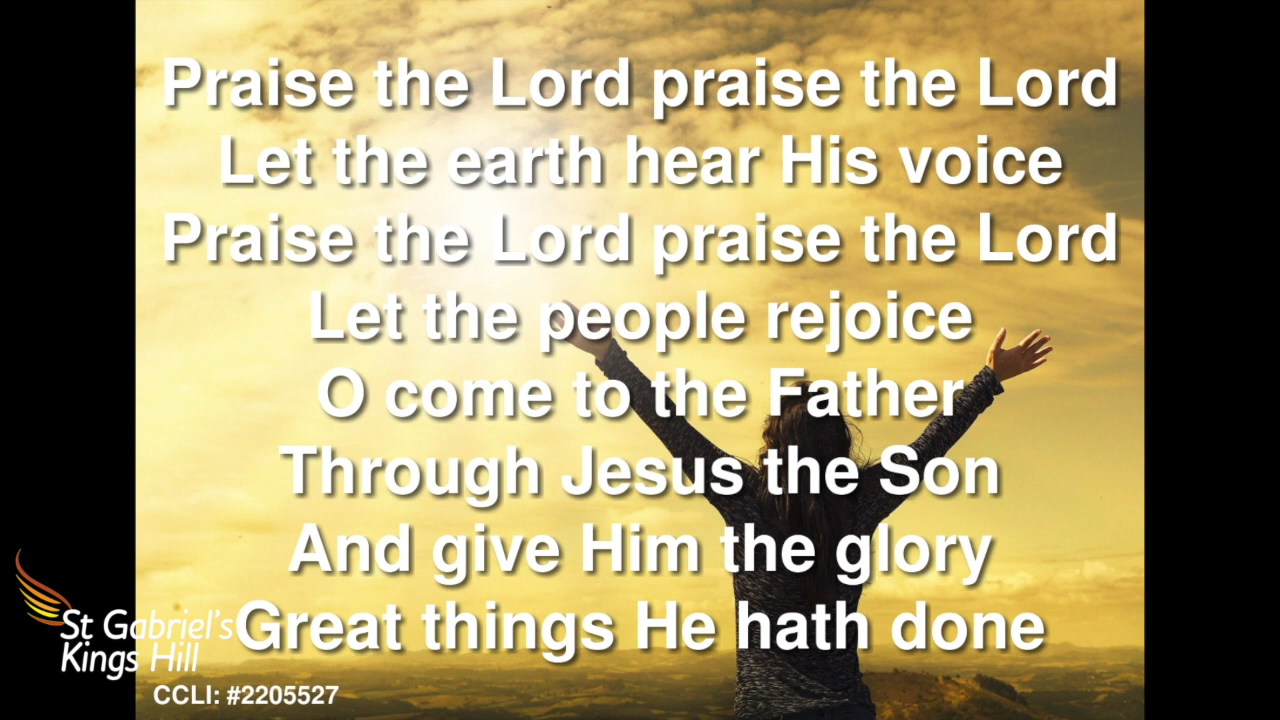 Praise the Lord praise the Lord
Let the earth hear His voice
Praise the Lord praise the Lord
Let the people rejoice
O come to the Father
Through Jesus the Son
And give Him the glory
Great things He hath done
St Gabriel's
Kings Hill
CCLI: #2205527